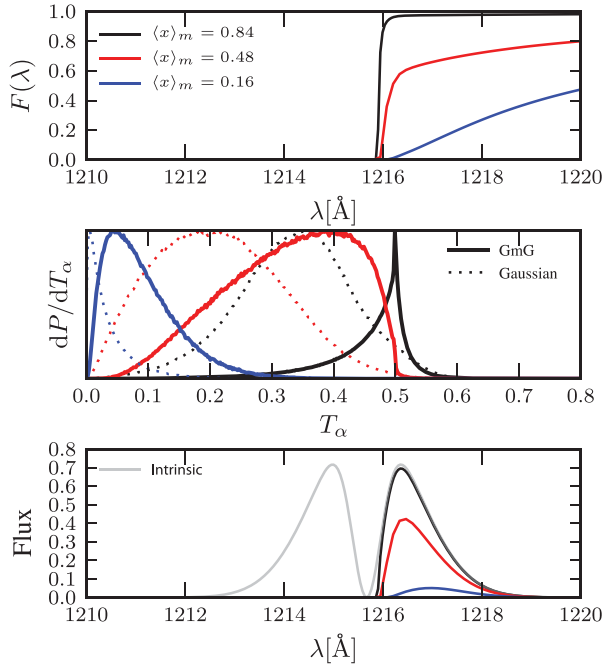 1.0
0.8
0.6
0.4
0.2
0.0
F(λ)
⟨x⟩m = 0.84
⟨x⟩m = 0.48
⟨x⟩m = 0.16
1210 1212 1214 1216 1218 1220
λ[Å]
dP/dTα
GmG
Gaussian
0.0 0.1 0.2 0.3 0.4 0.5 0.6 0.7 0.8
Tα
0.8
0.7
0.6
0.5
0.4
0.3
0.2
0.1
0.0
Flux
Intrinsic
1210 1212 1214 1216 1218 1220
λ[Å]